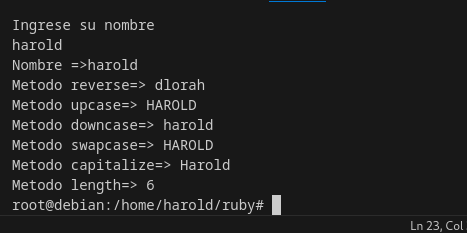 Ingrese su nombre
harold
Nombre =>harold
Metodo reverse=> dlorah
Metodo upcase=> HAROLD
Metodo downcase=> harold
Metodo swapcase=> HAROLD
Metodo capitalize=> Harold
Metodo length=> 6
root@debian:/home/harold/ruby#
Ln 23, Col